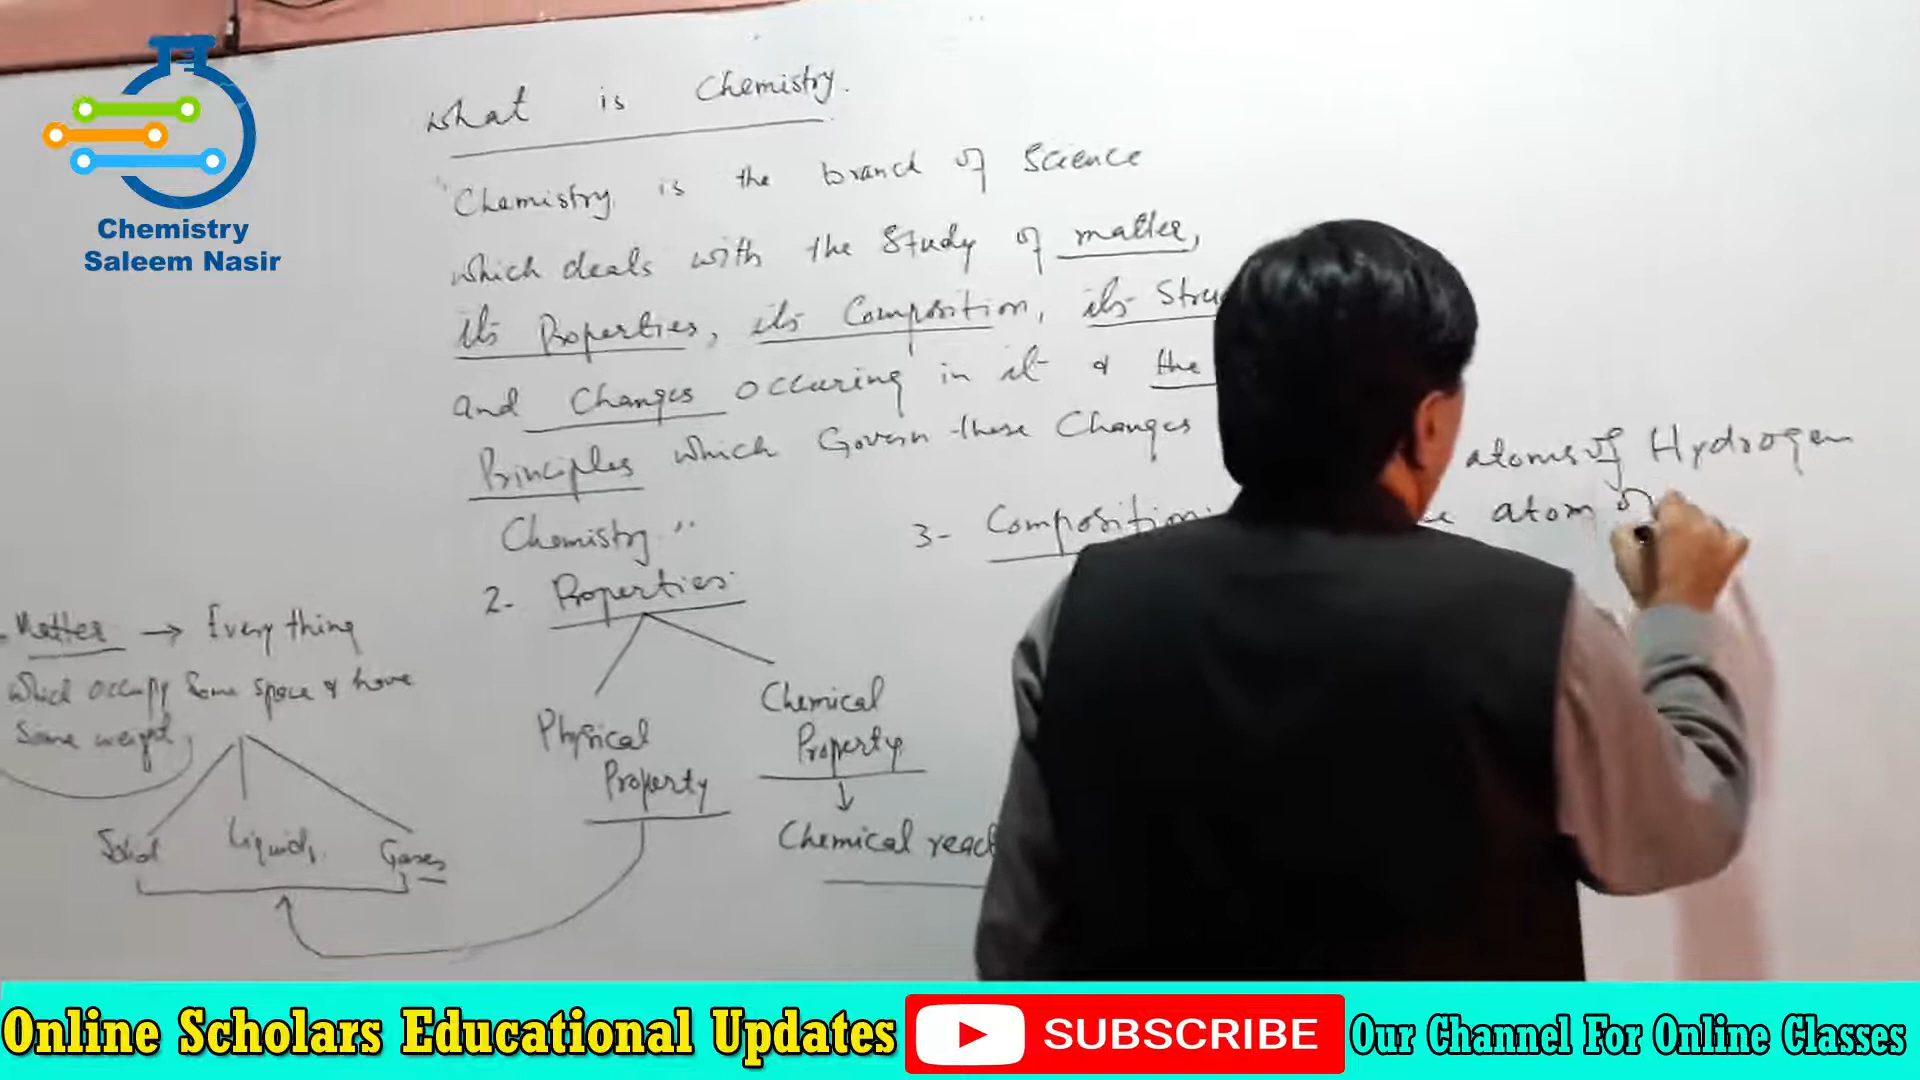 Chemistry
Saleem Nasir
What is Chemistry.
"Chemistry is the branch of Science
which deals with the Study of matter,
its Properties, its Composition, its Stru
and Changes occuring in it & the
Principles which Govern these Changes
Chemistry."
Matter → Every thing
which occupy Some space & have
Some weight
Solid Liquids Gases
2- Properties
Physical
Property
Chemical
Property
Chemical react
3- Composition
atoms of Hydrogen
atom o
Online Scholars Educational Updates
SUBSCRIBE
Our Channel For Online Classes